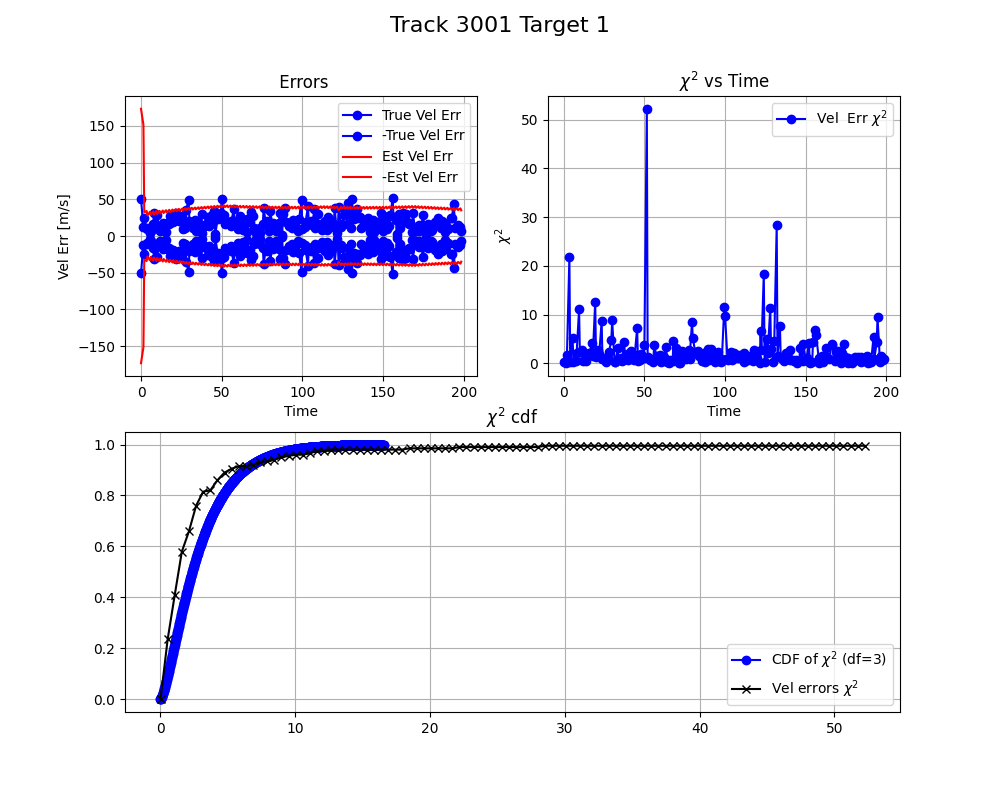 Track 3001 Target 1
Errors
Vel Err [m/s]
150
100
50
0
−50
−100
−150
0 50 100 150 200
Time
True Vel Err
-True Vel Err
Est Vel Err
-Est Vel Err
χ² vs Time
χ²
50
40
30
20
10
0
0 50 100 150 200
Time
Vel Err χ²
χ² cdf
1.0
0.8
0.6
0.4
0.2
0.0
0 10 20 30 40 50
CDF of χ² (df=3)
Vel errors χ²